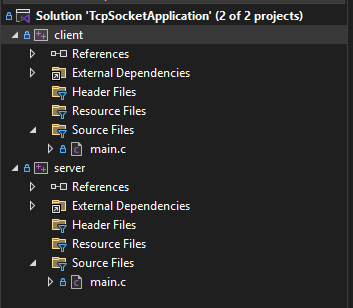 Solution 'TcpSocketApplication' (2 of 2 projects)
client
References
External Dependencies
Header Files
Resource Files
Source Files
main.c
server
References
External Dependencies
Header Files
Resource Files
Source Files
main.c